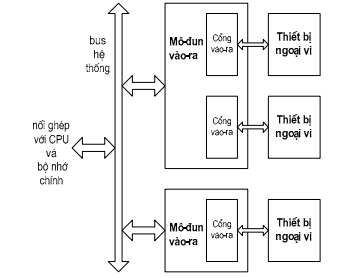 bus
hệ
thống
nối ghép
với CPU
và
bộ nhớ
chính
Mô-đun
vào-ra
Cổng
vào-ra
Thiết bị
ngoại vi
Cổng
vào-ra
Thiết bị
ngoại vi
Mô-đun
vào-ra
Cổng
vào-ra
Thiết bị
ngoại vi